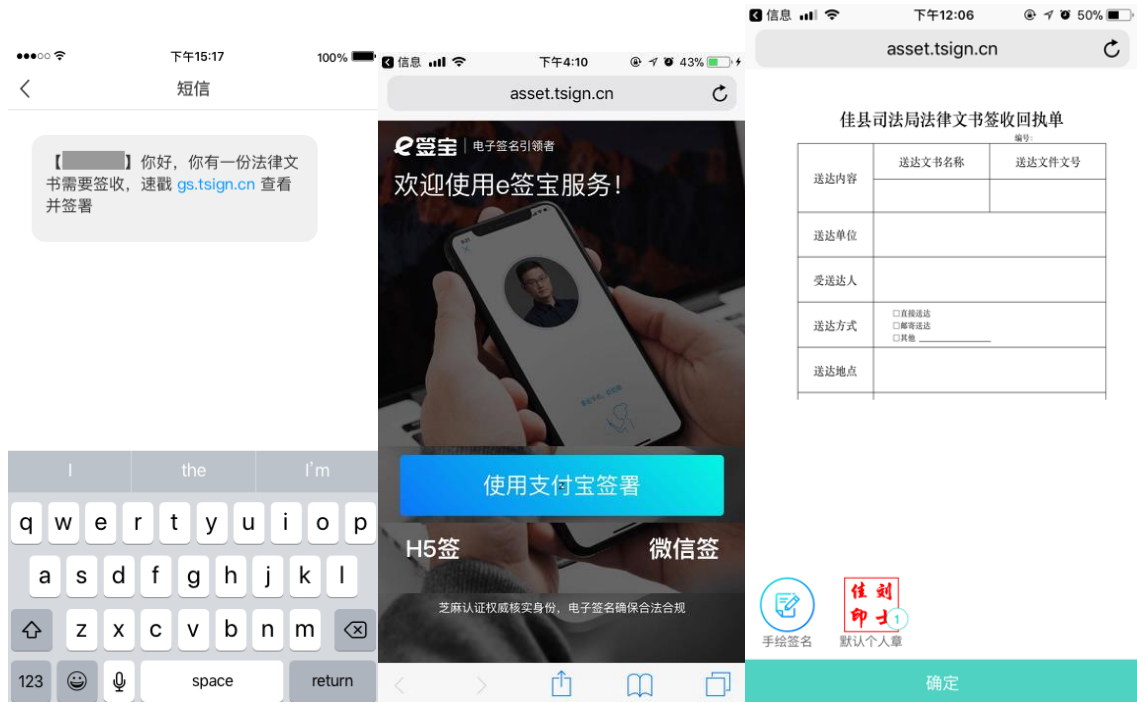 下午15:17
100%
短信
【 】你好，你有一份法律文
书需要签收，速戳 gs.tsign.cn 查看
并签署
I the I'm
q w e r t y u i o p
a s d f g h j k l
z x c v b n m
123 space return
信息 下午4:10 43%
asset.tsign.cn
e签宝 电子签名引领者
欢迎使用e签宝服务！
使用支付宝签署
H5签 微信签
芝麻认证权威核实身份，电子签名确保合法合规
信息 下午12:06 50%
asset.tsign.cn
佳县司法局法律文书签收回执单
编号:
送达内容 送达文书名称 送达文件文号
送达单位
受送达人
送达方式 □直接送达
□邮寄送达
□其他
送达地点
佳 刘
印 士 1
手绘签名 默认个人章
确定